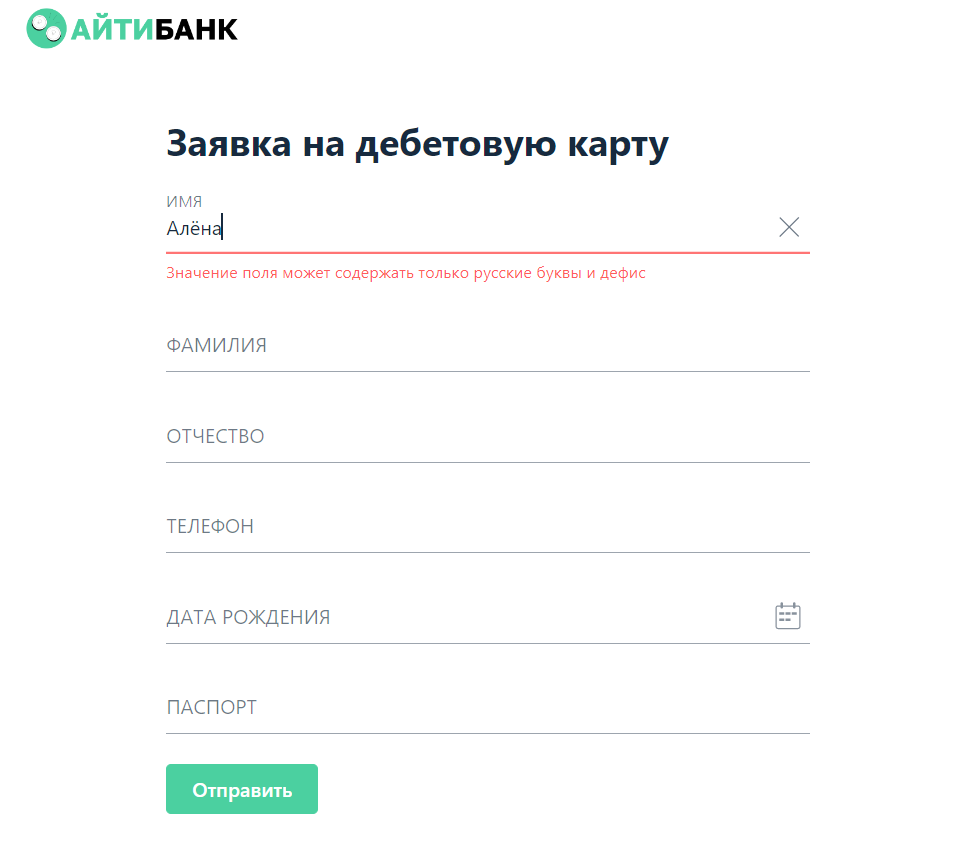 АЙТИБАНК
Заявка на дебетовую карту
ИМЯ
Алёна
Значение поля может содержать только русские буквы и дефис
ФАМИЛИЯ
ОТЧЕСТВО
ТЕЛЕФОН
ДАТА РОЖДЕНИЯ
ПАСПОРТ
Отправить